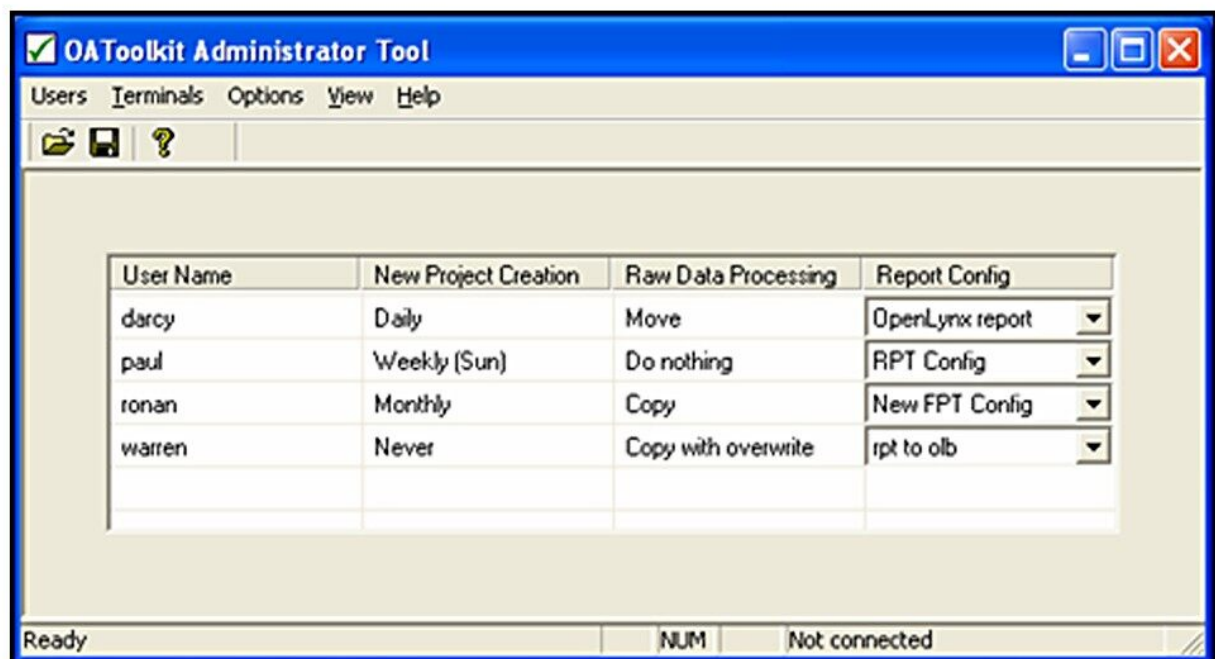 OAToolkit Administrator Tool
Users Terminals Options View Help
User Name New Project Creation Raw Data Processing Report Config
darcy Daily Move OpenLynx report
paul Weekly (Sun) Do nothing RPT Config
ronan Monthly Copy New FPT Config
warren Never Copy with overwrite rpt to olb
Ready NUM Not connected